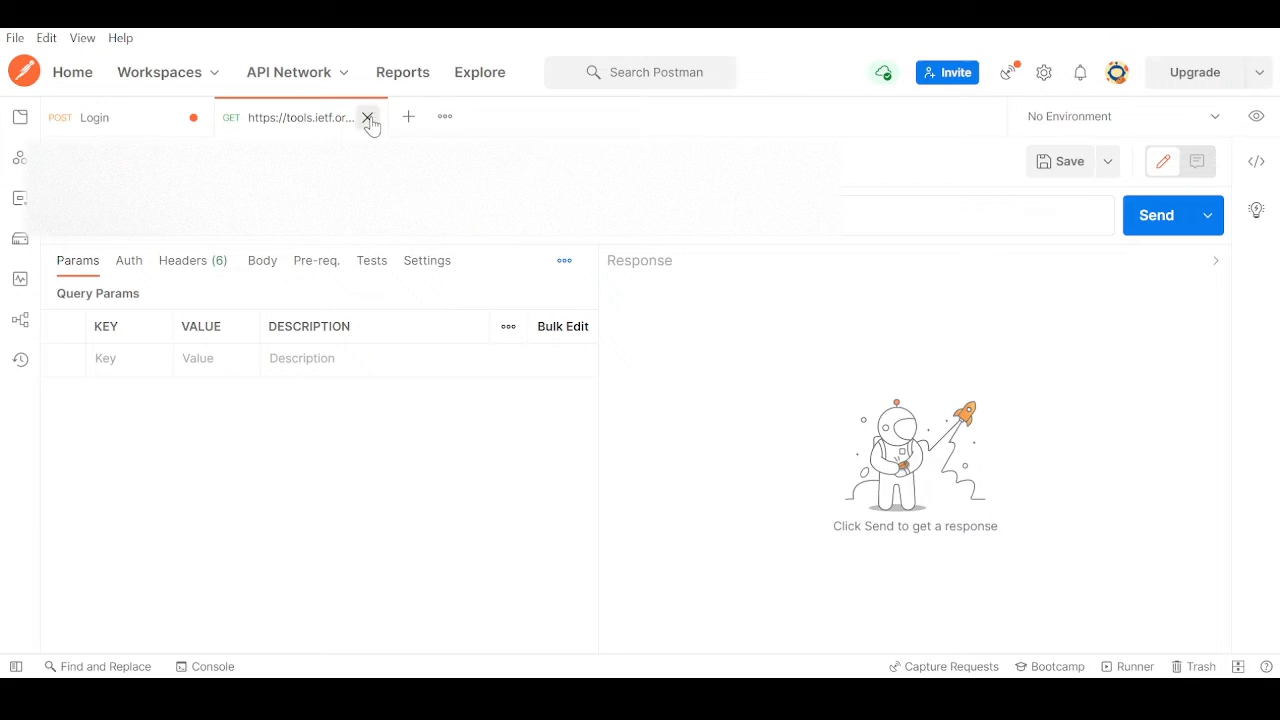 File Edit View Help
Home Workspaces API Network Reports Explore Search Postman Invite Upgrade
POST Login GET https://tools.ietf.or... No Environment
Save
Send
Params Auth Headers (6) Body Pre-req. Tests Settings Response
Query Params
KEY VALUE DESCRIPTION Bulk Edit
Key Value Description
Click Send to get a response
Find and Replace Console Capture Requests Bootcamp Runner Trash